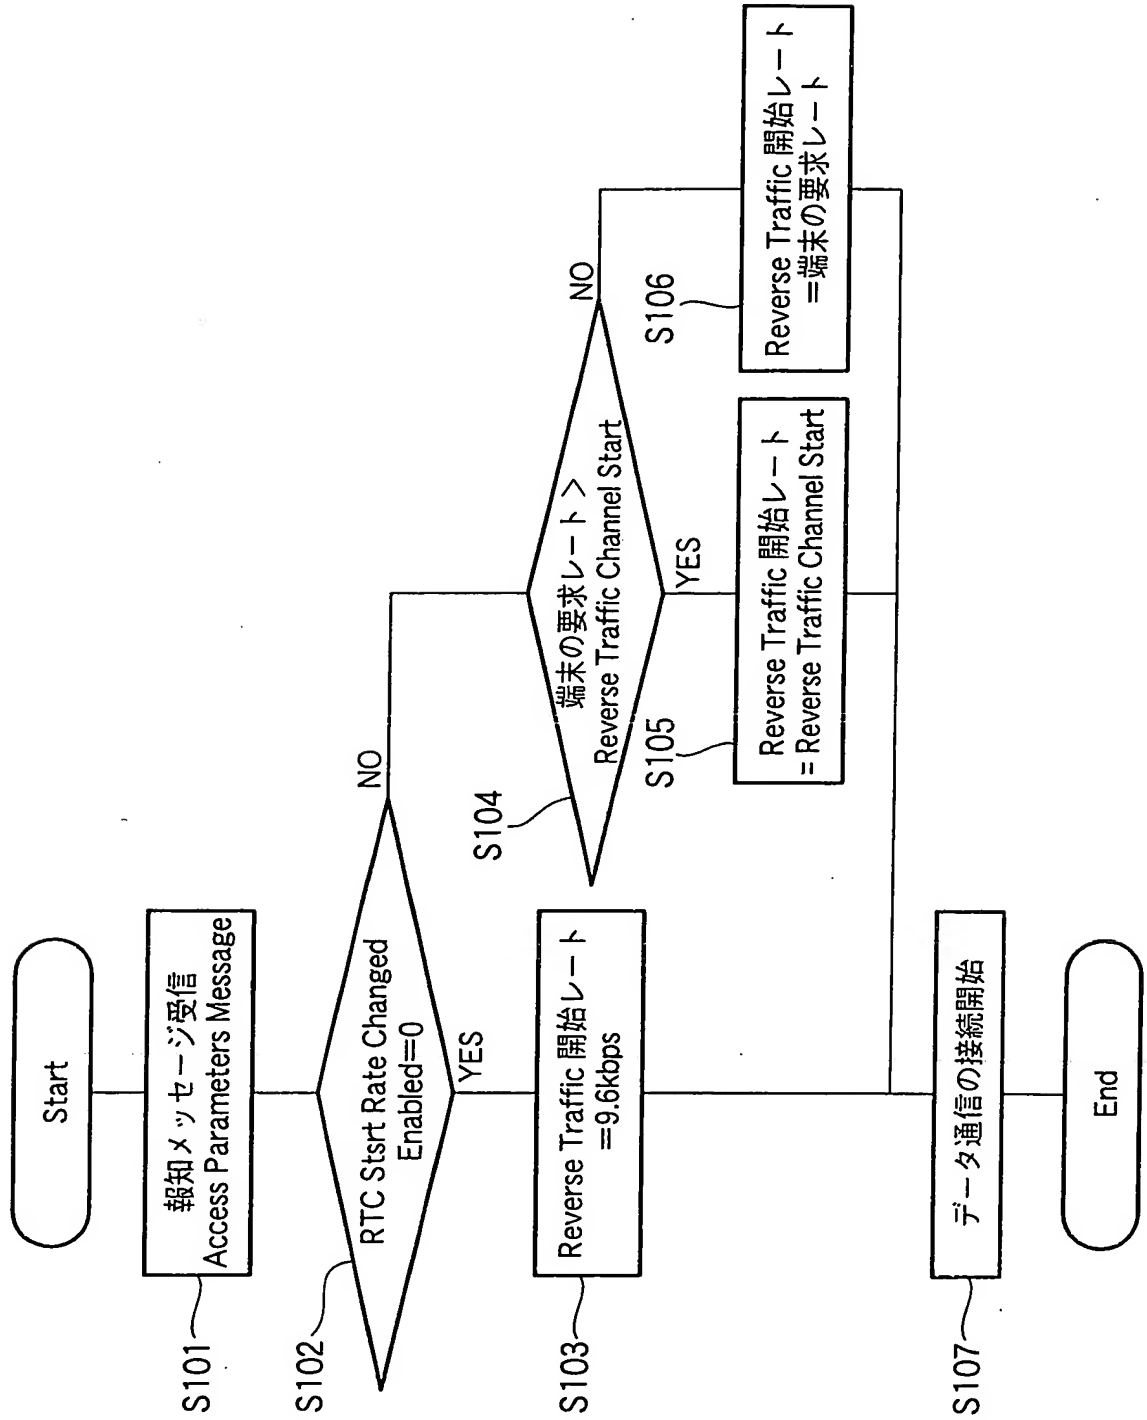 Start
S101
報知メッセージ受信
Access Parameters Message
S102
RTC Stsrt Rate Changed
Enabled=0
NO
YES
S103
Reverse Traffic 開始レート
=9.6kbps
S104
端末の要求レート>
Reverse Traffic Channel Start
NO
YES
S105
Reverse Traffic 開始レート
= Reverse Traffic Channel Start
S106
Reverse Traffic 開始レート
=端末の要求レート
S107
データ通信の接続開始
End